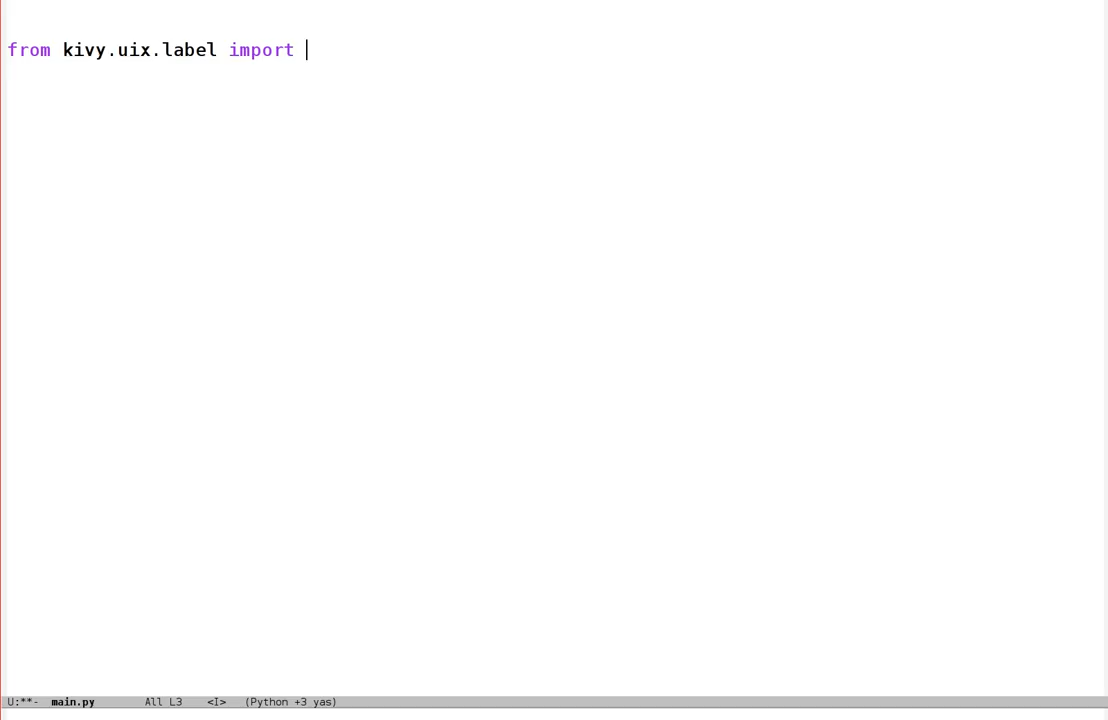 from kivy.uix.label import
U:**-  main.py        All L3    <I>   (Python +3 yas)